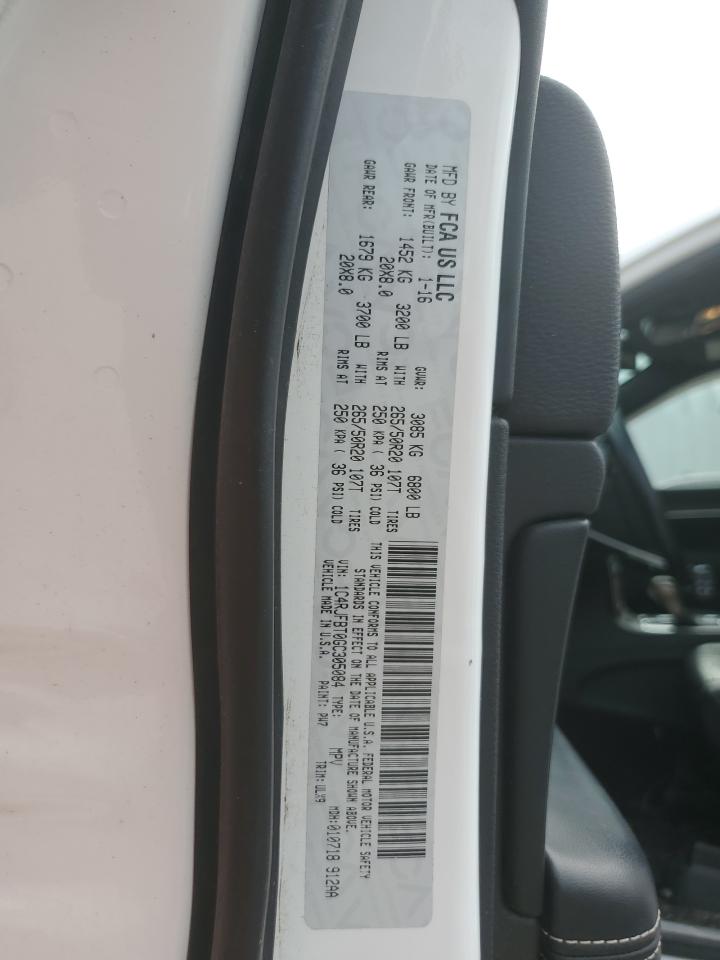 MFD BY FCA US LLC
DATE OF MFR(BUILT): 1-16 GVWR: 3085 KG 6800 LB
GAWR FRONT: 1452 KG 3200 LB WITH 265/50R20 107T TIRES
20X8.0 RIMS AT 250 KPA ( 36 PSI) COLD
GAWR REAR: 1679 KG 3700 LB WITH 265/50R20 107T TIRES
20X8.0 RIMS AT 250 KPA ( 36 PSI) COLD
THIS VEHICLE CONFORMS TO ALL APPLICABLE U.S.A. FEDERAL MOTOR VEHICLE SAFETY
STANDARDS IN EFFECT ON THE DATE OF MANUFACTURE SHOWN ABOVE.
VIN: 1C4RJFBT0GC305084 TYPE: MPV MDH:010718 912AA
VEHICLE MADE IN U.S.A. PAINT: PW7 TRIM:ULX9